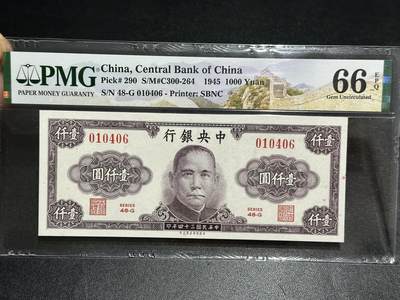 PMG
PAPER MONEY GUARANTY
China, Central Bank of China
Pick# 290 S/M#C300-264 1945 1000 Yuan
S/N 48-G 010406 - Printer: SBNC
66 EPQ
Gem Uncirculated
行銀央中
仟壹
仟壹
010406
010406
圓仟壹
圓仟壹
SERIES
48-G
SERIES
48-G
仟壹
仟壹
印年四十三國民華中